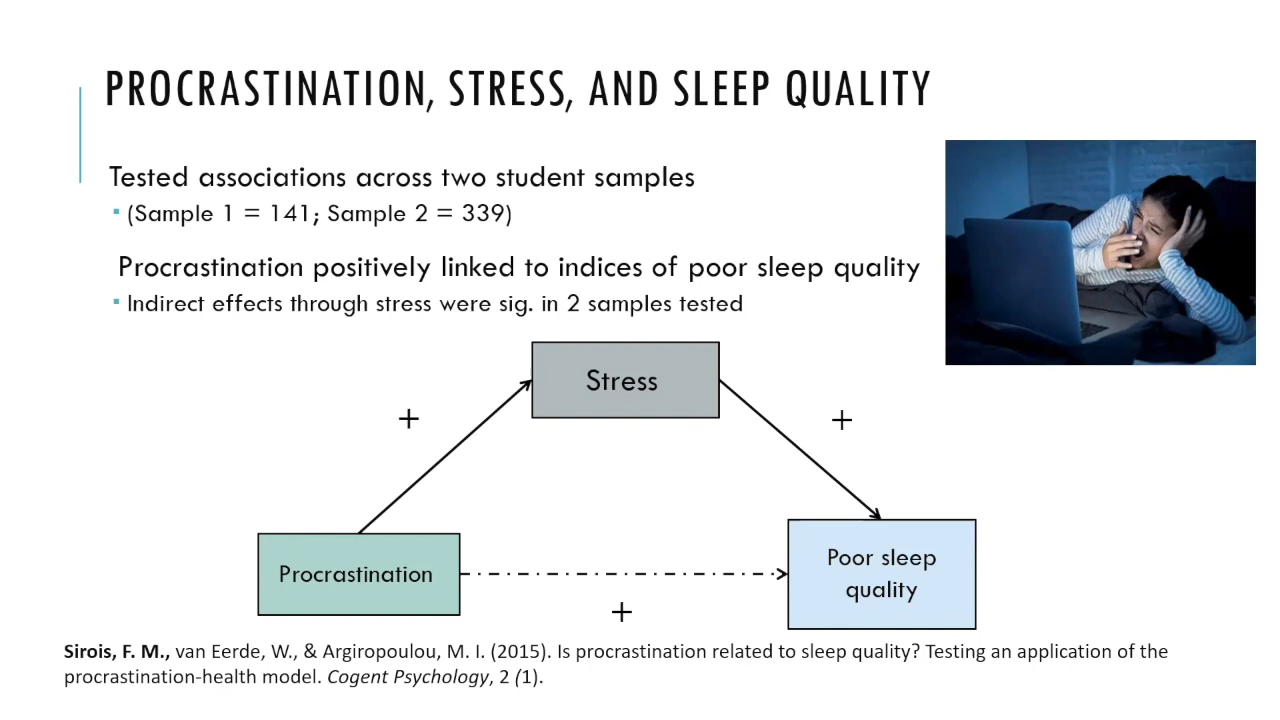 PROCRASTINATION, STRESS, AND SLEEP QUALITY
Tested associations across two student samples
▪ (Sample 1 = 141; Sample 2 = 339)
Procrastination positively linked to indices of poor sleep quality
▪ Indirect effects through stress were sig. in 2 samples tested
Stress
+
+
Procrastination
Poor sleep
quality
+
Sirois, F. M., van Eerde, W., & Argiropoulou, M. I. (2015). Is procrastination related to sleep quality? Testing an application of the
procrastination-health model. Cogent Psychology, 2 (1).